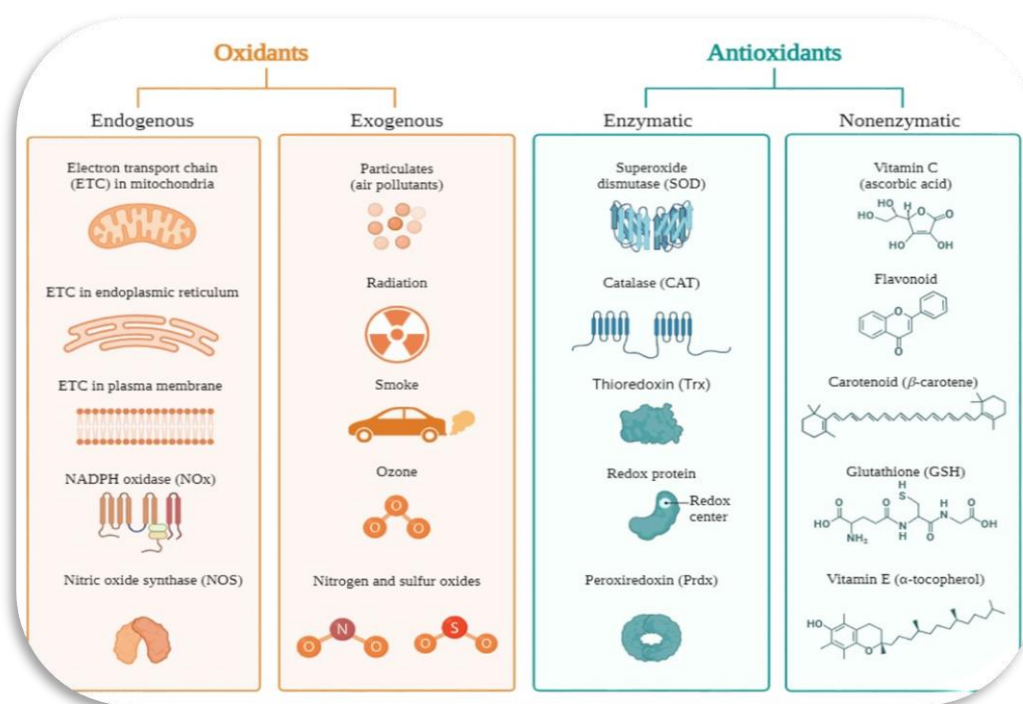 Oxidants
Antioxidants
Endogenous
Exogenous
Enzymatic
Nonenzymatic
Electron transport chain
(ETC) in mitochondria
ETC in endoplasmic reticulum
ETC in plasma membrane
NADPH oxidase (NOx)
Nitric oxide synthase (NOS)
Particulates
(air pollutants)
Radiation
Smoke
Ozone
O
O
O
Nitrogen and sulfur oxides
O
N
O
O
S
O
Superoxide
dismutase (SOD)
Catalase (CAT)
Thioredoxin (Trx)
Redox protein
Redox
center
Peroxiredoxin (Prdx)
Vitamin C
(ascorbic acid)
HO
H
O
O
HO
HO
OH
Flavonoid
O
O
Carotenoid (β-carotene)
Glutathione (GSH)
H
S
O
O
H
N
O
HO
NH₂
N
H
O
OH
Vitamin E (α-tocopherol)
HO
O